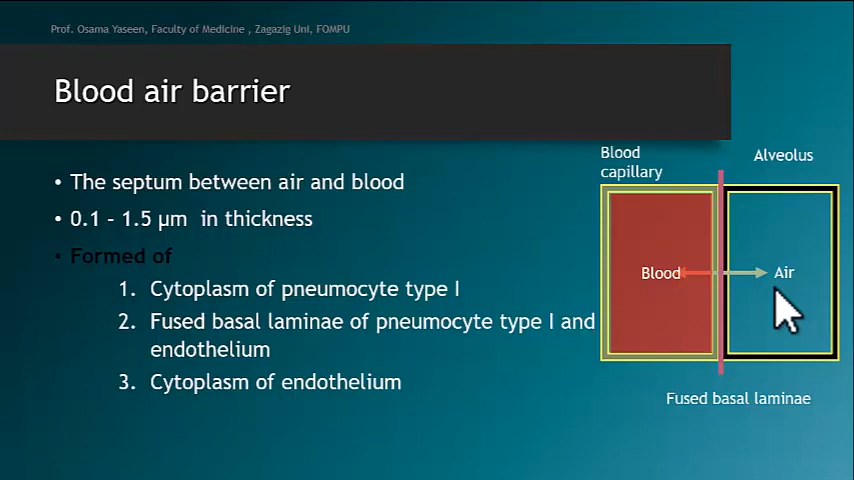 Prof. Osama Yaseen, Faculty of Medicine , Zagazig Uni, FOMPU
Blood air barrier
• The septum between air and blood
• 0.1 – 1.5 µm in thickness
• Formed of
1. Cytoplasm of pneumocyte type I
2. Fused basal laminae of pneumocyte type I and
endothelium
3. Cytoplasm of endothelium
Blood
capillary
Alveolus
Blood
Air
Fused basal laminae